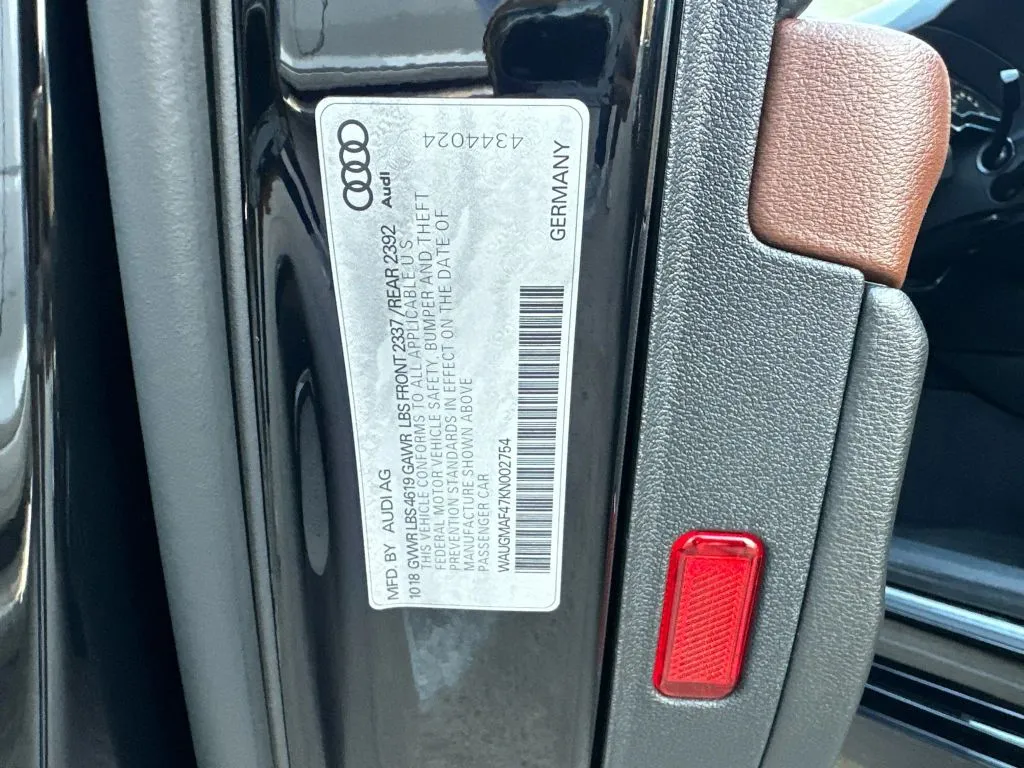 Audi
4344024
MFD. BY AUDI AG
1018 GVWR LBS 4619 GAWR LBS FRONT 2337/REAR 2392
THIS VEHICLE CONFORMS TO ALL APPLICABLE U.S.
FEDERAL MOTOR VEHICLE SAFETY, BUMPER AND THEFT
PREVENTION STANDARDS IN EFFECT ON THE DATE OF
MANUFACTURE SHOWN ABOVE
PASSENGER CAR
WAUGMAF47KN002754
GERMANY